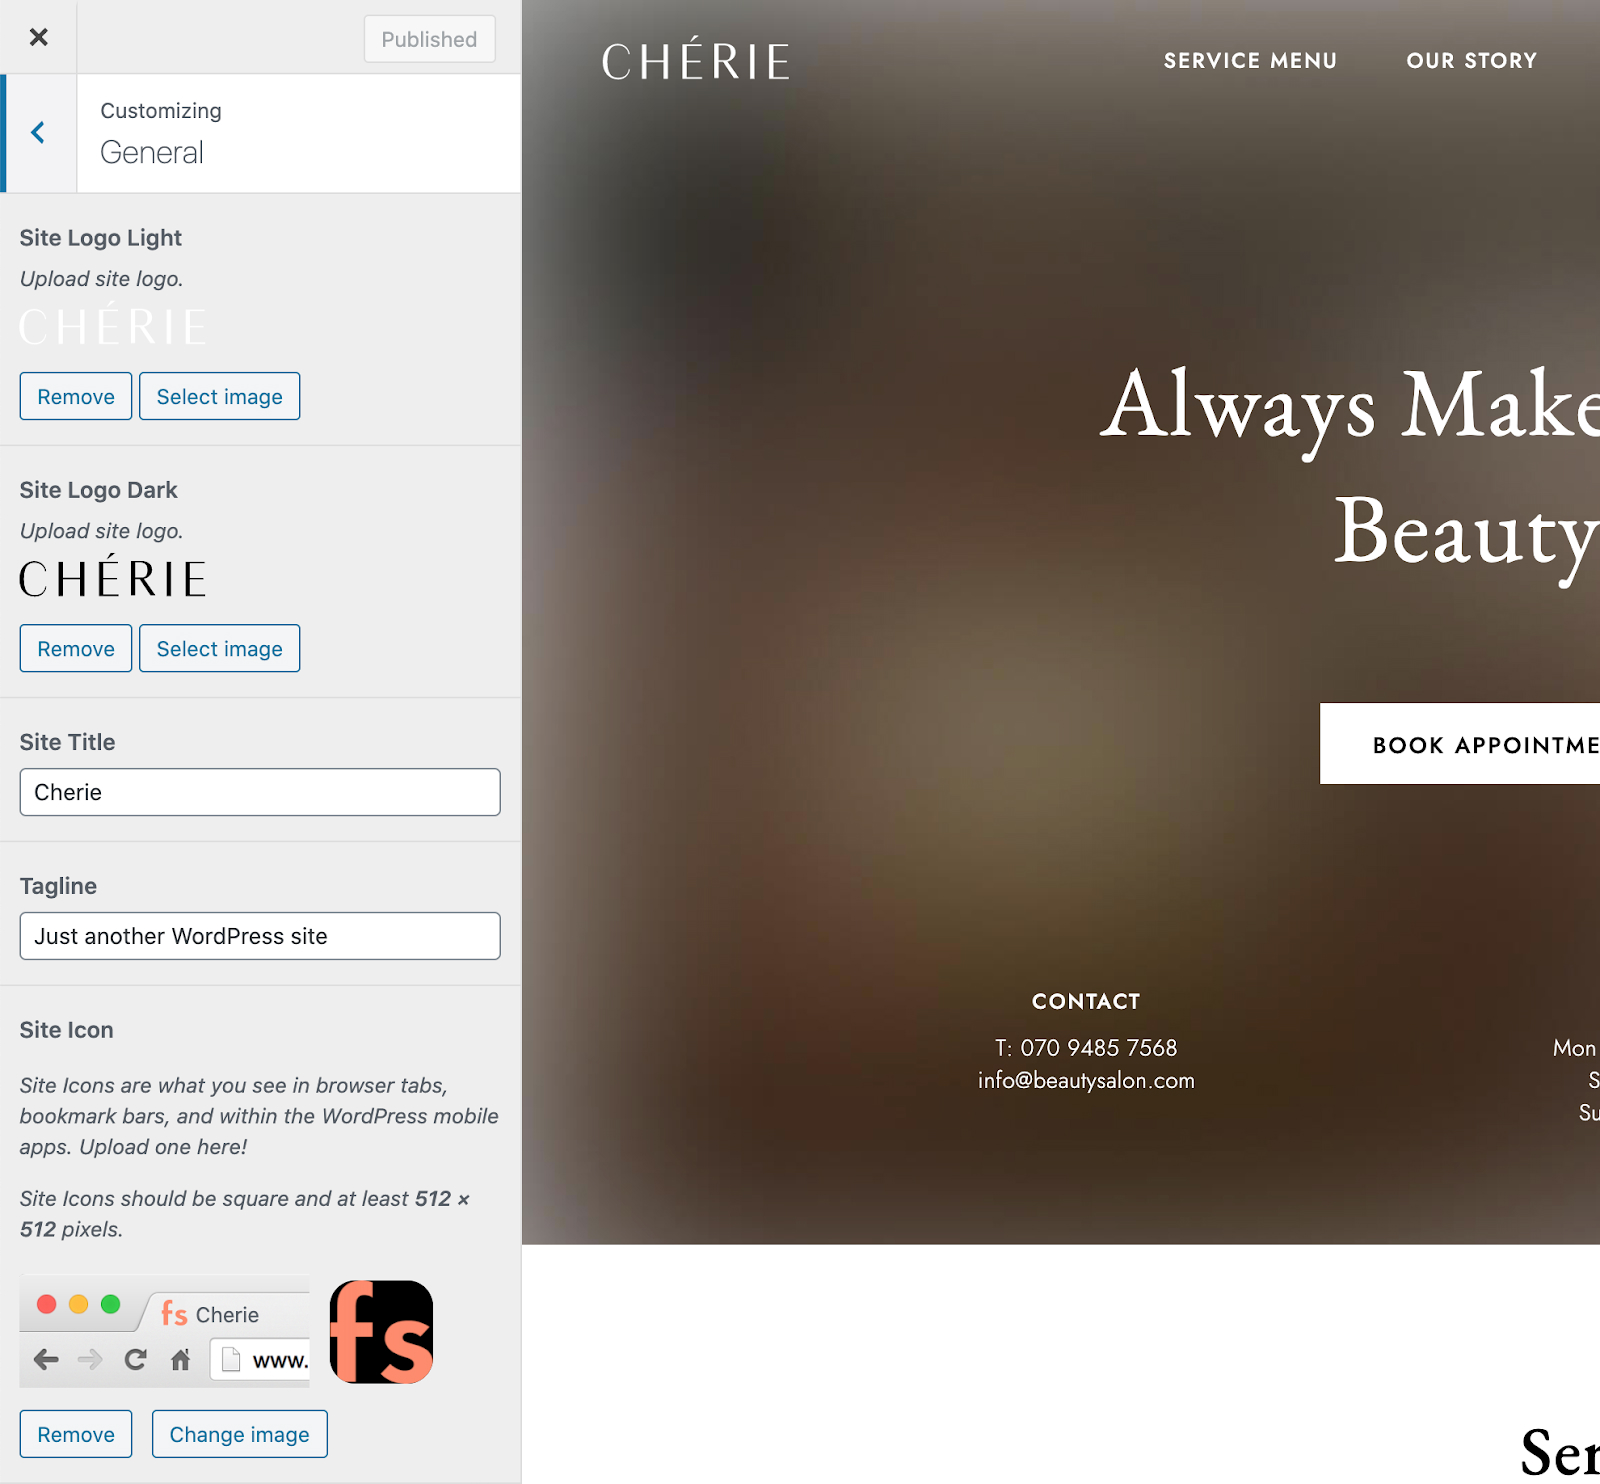 Published
Customizing
General
Site Logo Light
Upload site logo.
CHÉRIE
Remove
Select image
Site Logo Dark
Upload site logo.
CHÉRIE
Remove
Select image
Site Title
Cherie
Tagline
Just another WordPress site
Site Icon
Site Icons are what you see in browser tabs,
bookmark bars, and within the WordPress mobile
apps. Upload one here!
Site Icons should be square and at least 512 ×
512 pixels.
fs Cherie
www.
fs
Remove
Change image
CHÉRIE
SERVICE MENU
OUR STORY
Always Make
Beauty
BOOK APPOINTME
CONTACT
T: 070 9485 7568
info@beautysalon.com
Mon
S
Su
Ser